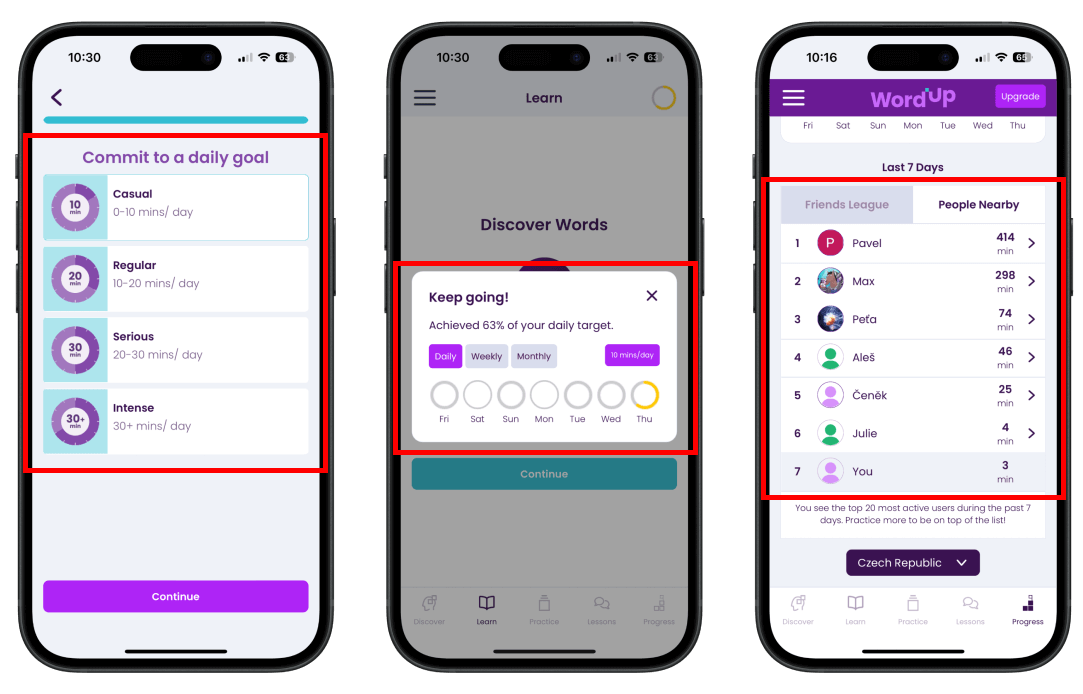 10:30
63
Commit to a daily goal
10
min
Casual
0-10 mins/ day
20
min
Regular
10-20 mins/ day
30
min
Serious
20-30 mins/ day
30+
min
Intense
30+ mins/ day
Continue
10:30
63
Learn
Discover Words
Keep going!
Achieved 63% of your daily target.
Daily Weekly Monthly 10 mins/day
Fri Sat Sun Mon Tue Wed Thu
Continue
Discover Learn Practice Lessons Progress
10:16
65
WordUp Upgrade
Fri Sat Sun Mon Tue Wed Thu
Last 7 Days
Friends League People Nearby
1 P Pavel 414
min
2 Max 298
min
3 Peťa 74
min
4 Aleš 46
min
5 Čeněk 25
min
6 Julie 4
min
7 You 3
min
You see the top 20 most active users during the past 7
days. Practice more to be on top of the list!
Czech Republic
Discover Learn Practice Lessons Progress